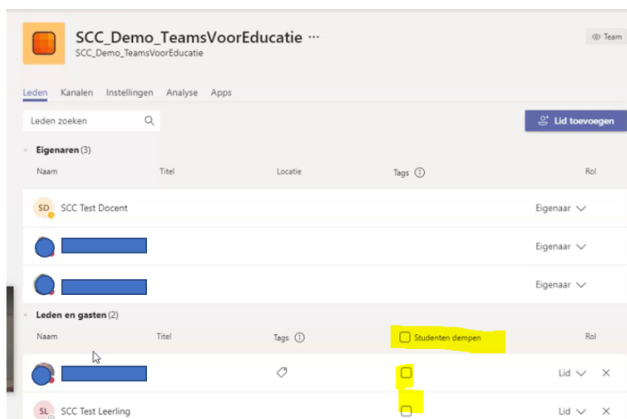 SCC_Demo_TeamsVoorEducatie ...
Team
SCC_Demo_TeamsVoorEducatie
Leden Kanalen Instellingen Analyse Apps
Leden zoeken
Lid toevoegen
Eigenaren (3)
Naam Titel Locatie Tags Rol
SD SCC Test Docent Eigenaar
Eigenaar
Eigenaar
Leden en gasten (2)
Naam Titel Tags Studenten dempen Rol
Lid
SL SCC Test Leerling Lid